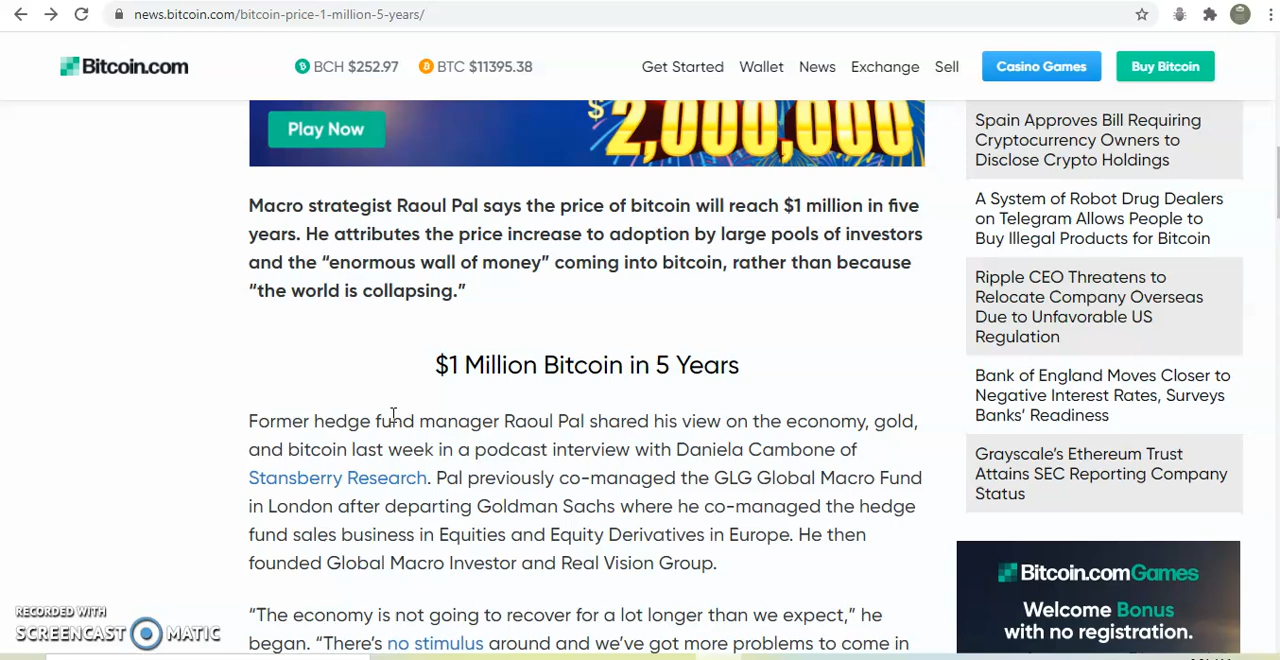 news.bitcoin.com/bitcoin-price-1-million-5-years/
Bitcoin.com
BCH $252.97
BTC $11395.38
Get Started
Wallet
News
Exchange
Sell
Casino Games
Buy Bitcoin
Play Now
$2,000,000
Macro strategist Raoul Pal says the price of bitcoin will reach $1 million in five
years. He attributes the price increase to adoption by large pools of investors
and the “enormous wall of money” coming into bitcoin, rather than because
“the world is collapsing.”
$1 Million Bitcoin in 5 Years
Former hedge fund manager Raoul Pal shared his view on the economy, gold,
and bitcoin last week in a podcast interview with Daniela Cambone of
Stansberry Research. Pal previously co-managed the GLG Global Macro Fund
in London after departing Goldman Sachs where he co-managed the hedge
fund sales business in Equities and Equity Derivatives in Europe. He then
founded Global Macro Investor and Real Vision Group.
“The economy is not going to recover for a lot longer than we expect,” he
began. “There’s no stimulus around and we’ve got more problems to come in
Spain Approves Bill Requiring
Cryptocurrency Owners to
Disclose Crypto Holdings
A System of Robot Drug Dealers
on Telegram Allows People to
Buy Illegal Products for Bitcoin
Ripple CEO Threatens to
Relocate Company Overseas
Due to Unfavorable US
Regulation
Bank of England Moves Closer to
Negative Interest Rates, Surveys
Banks’ Readiness
Grayscale’s Ethereum Trust
Attains SEC Reporting Company
Status
Bitcoin.comGames
Welcome Bonus
with no registration.
RECORDED WITH
SCREENCAST MATIC